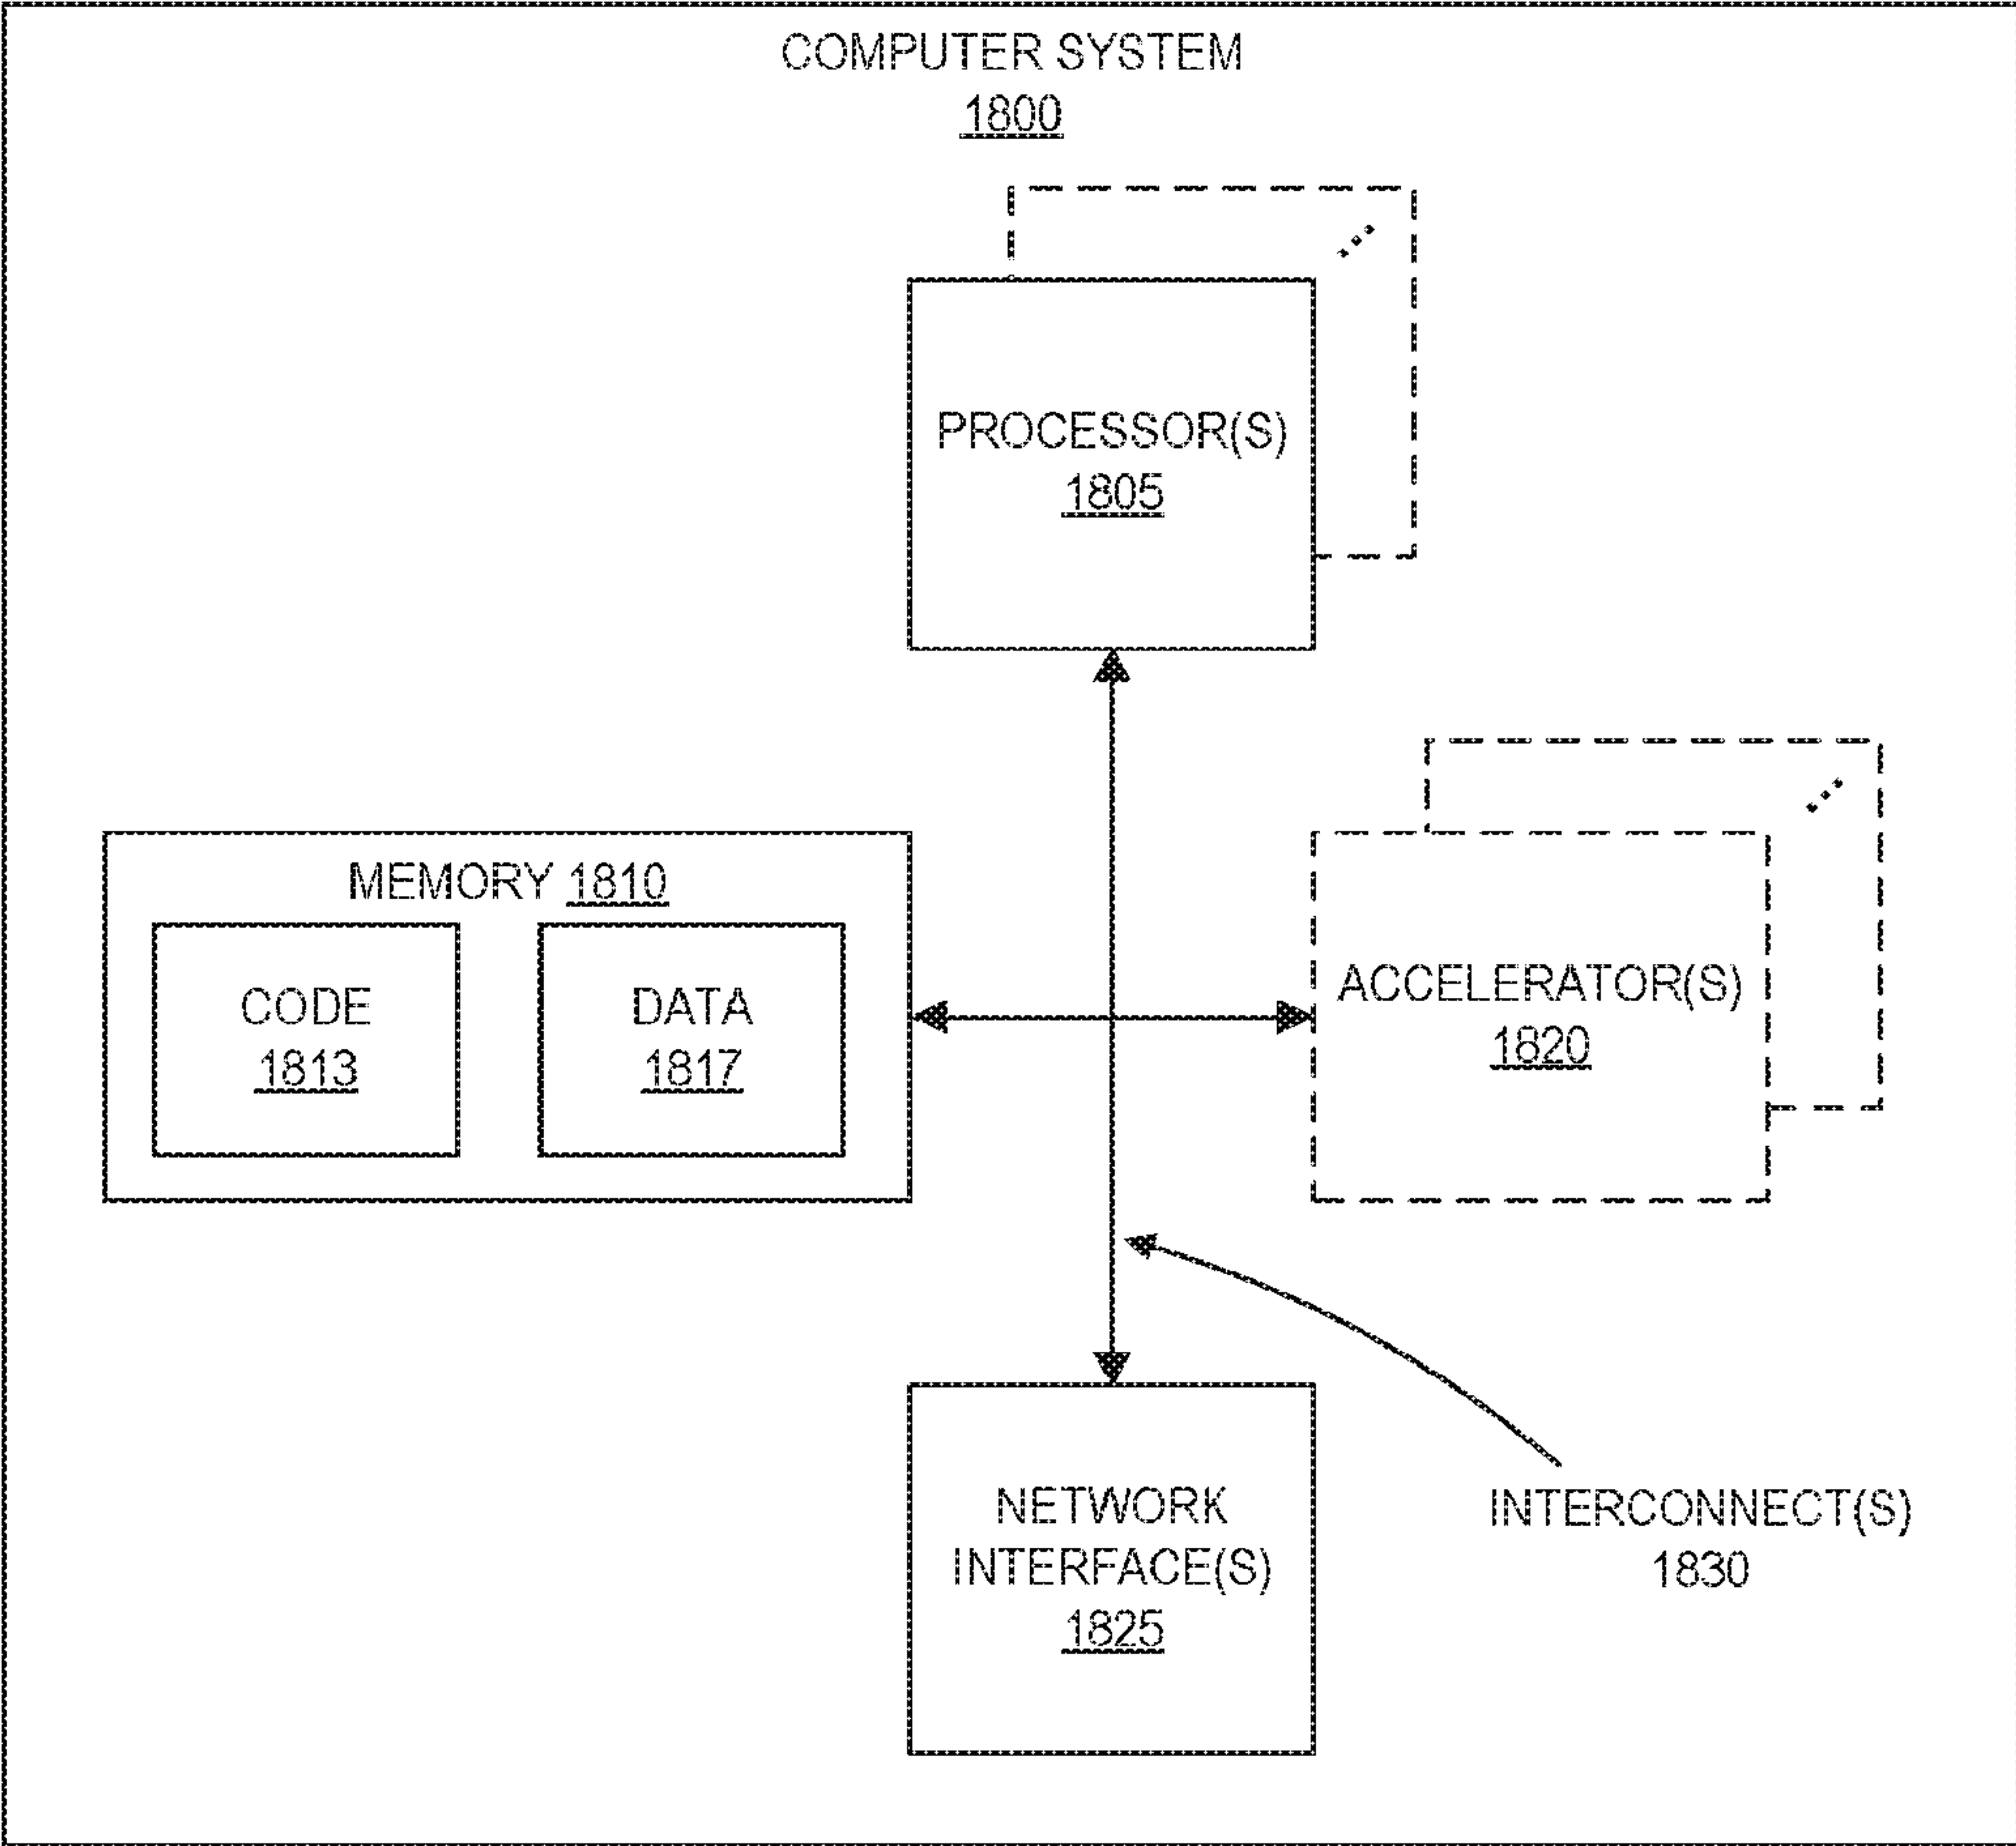 COMPUTER SYSTEM
1800
PROCESSOR(S)
1805
MEMORY 1810
CODE
1813
DATA
1817
ACCELERATOR(S)
1820
NETWORK
INTERFACE(S)
1825
INTERCONNECT(S)
1830